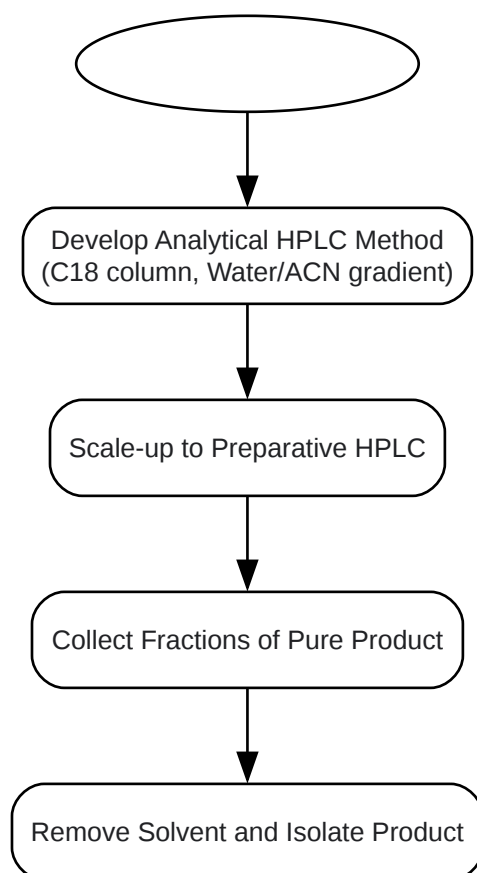 Develop Analytical HPLC Method
(C18 column, Water/ACN gradient)
Scale-up to Preparative HPLC
Collect Fractions of Pure Product
Remove Solvent and Isolate Product